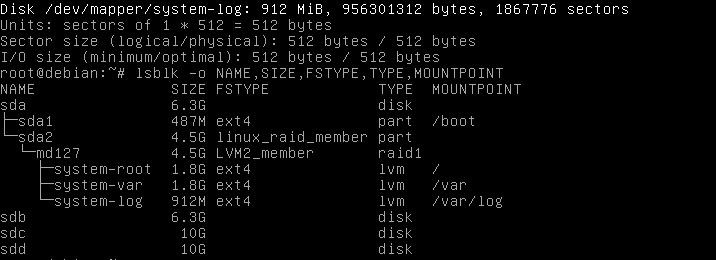 Disk /dev/mapper/system-log: 912 MiB, 956301312 bytes, 1867776 sectors
Units: sectors of 1 * 512 = 512 bytes
Sector size (logical/physical): 512 bytes / 512 bytes
I/O size (minimum/optimal): 512 bytes / 512 bytes
root@debian:~# lsblk -o NAME,SIZE,FSTYPE,TYPE,MOUNTPOINT
NAME SIZE FSTYPE TYPE MOUNTPOINT
sda 6.3G disk
├─sda1 487M ext4 part /boot
└─sda2 4.5G linux_raid_member part
└─md127 4.5G LVM2_member raid1
├─system-root 1.8G ext4 lvm /
├─system-var 1.8G ext4 lvm /var
└─system-log 912M ext4 lvm /var/log
sdb 6.3G disk
sdc 10G disk
sdd 10G disk